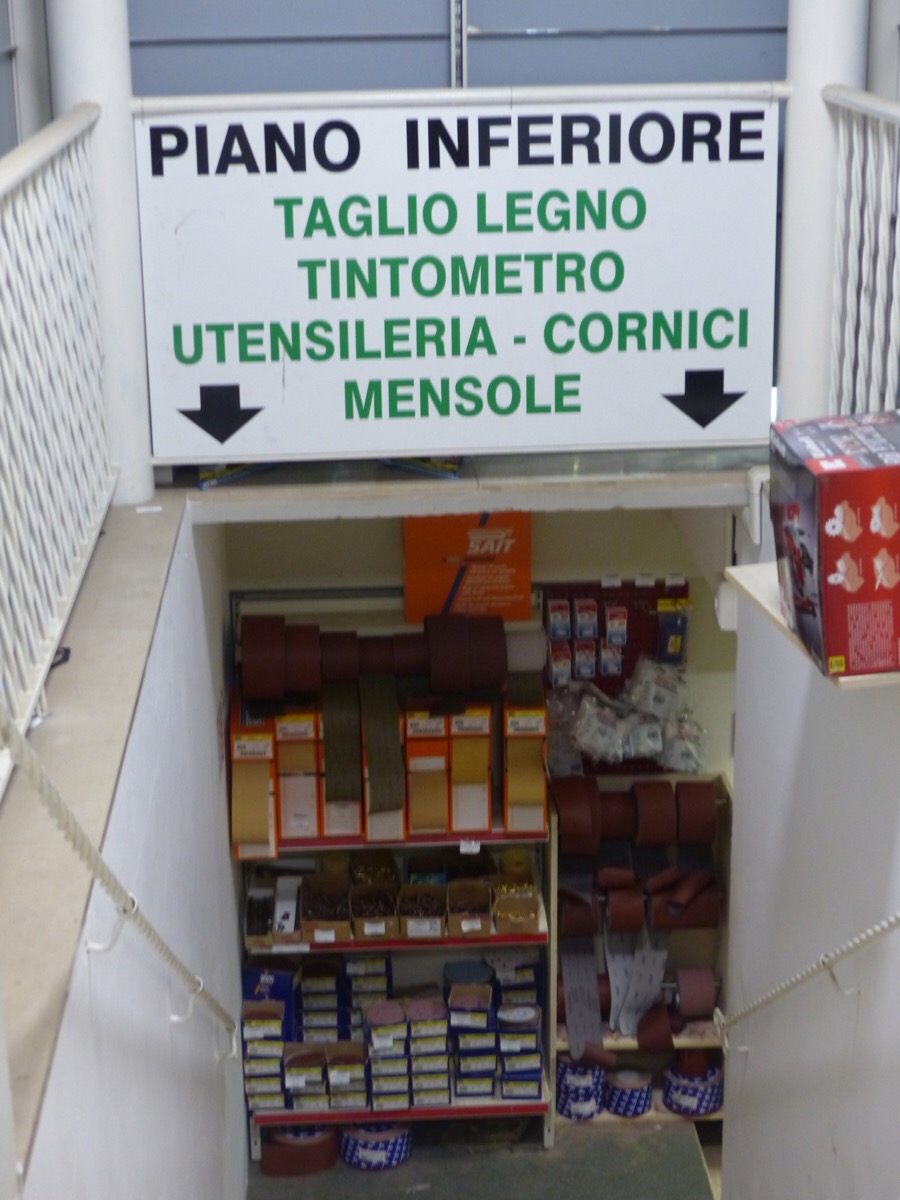 PIANO INFERIORE
TAGLIO LEGNO
TINTOMETRO
UTENSILERIA - CORNICI
MENSOLE
SAIT